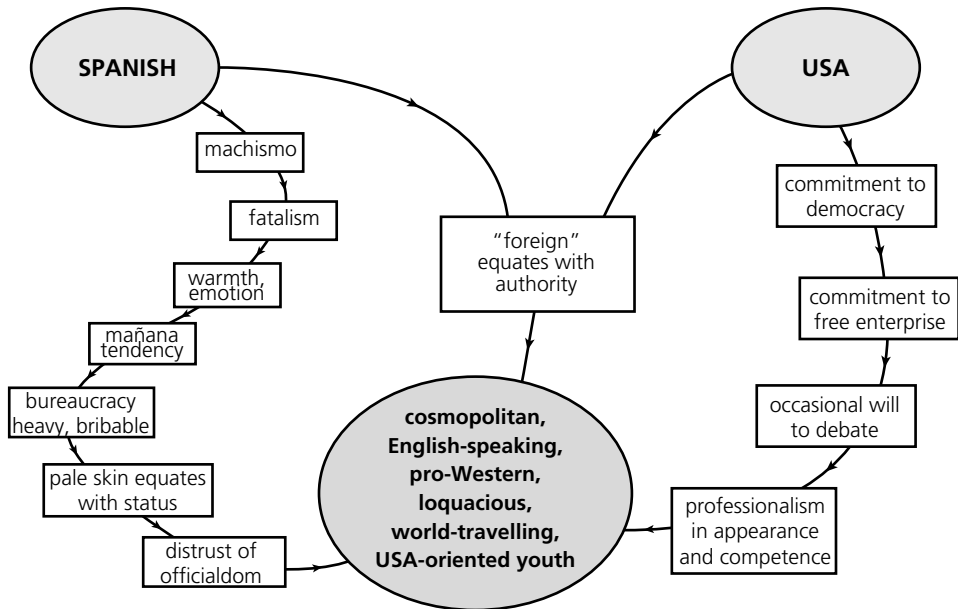 SPANISH
USA
machismo
fatalism
warmth,
emotion
mañana
tendency
bureaucracy
heavy, bribable
pale skin equates
with status
distrust of
officialdom
“foreign”
equates with
authority
commitment to
democracy
commitment to
free enterprise
occasional will
to debate
professionalism
in appearance
and competence
cosmopolitan,
English-speaking,
pro-Western,
loquacious,
world-travelling,
USA-oriented youth